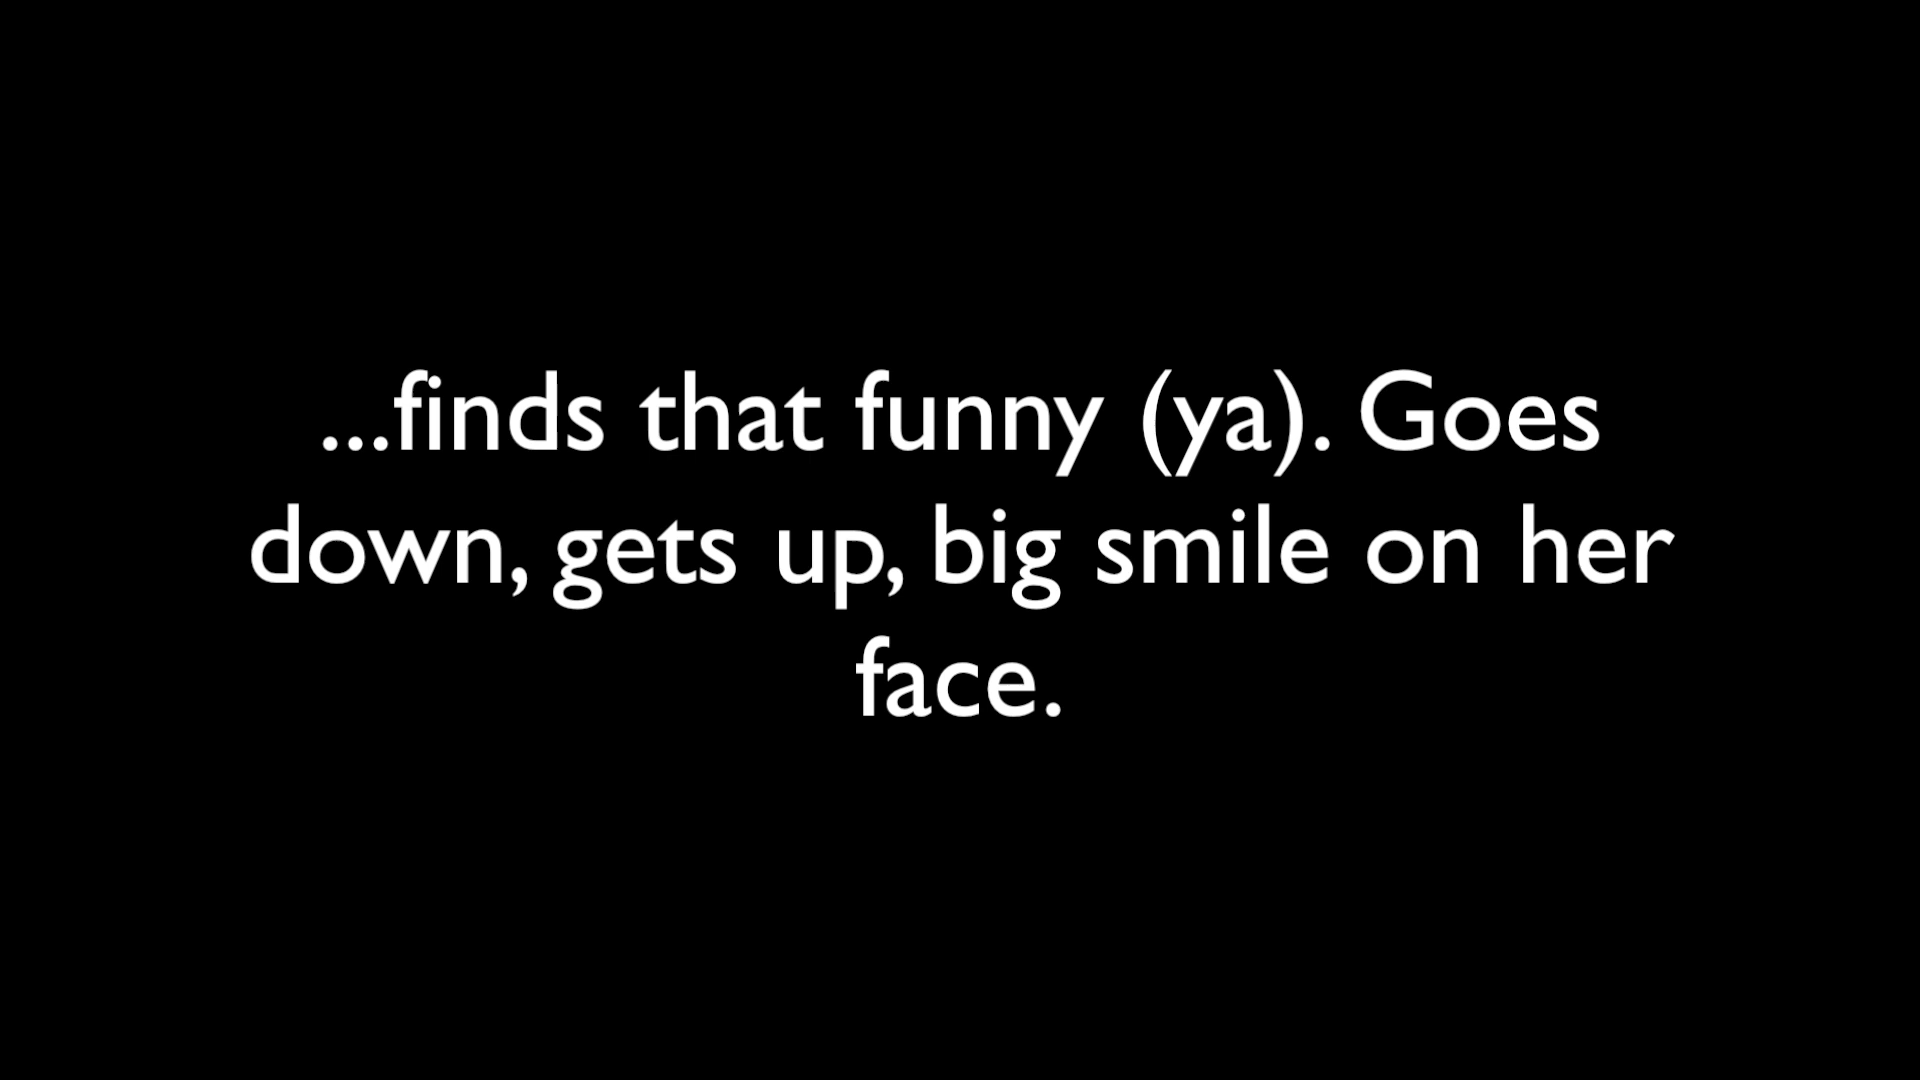 ...finds that funny (ya). Goes
down, gets up, big smile on her
face.